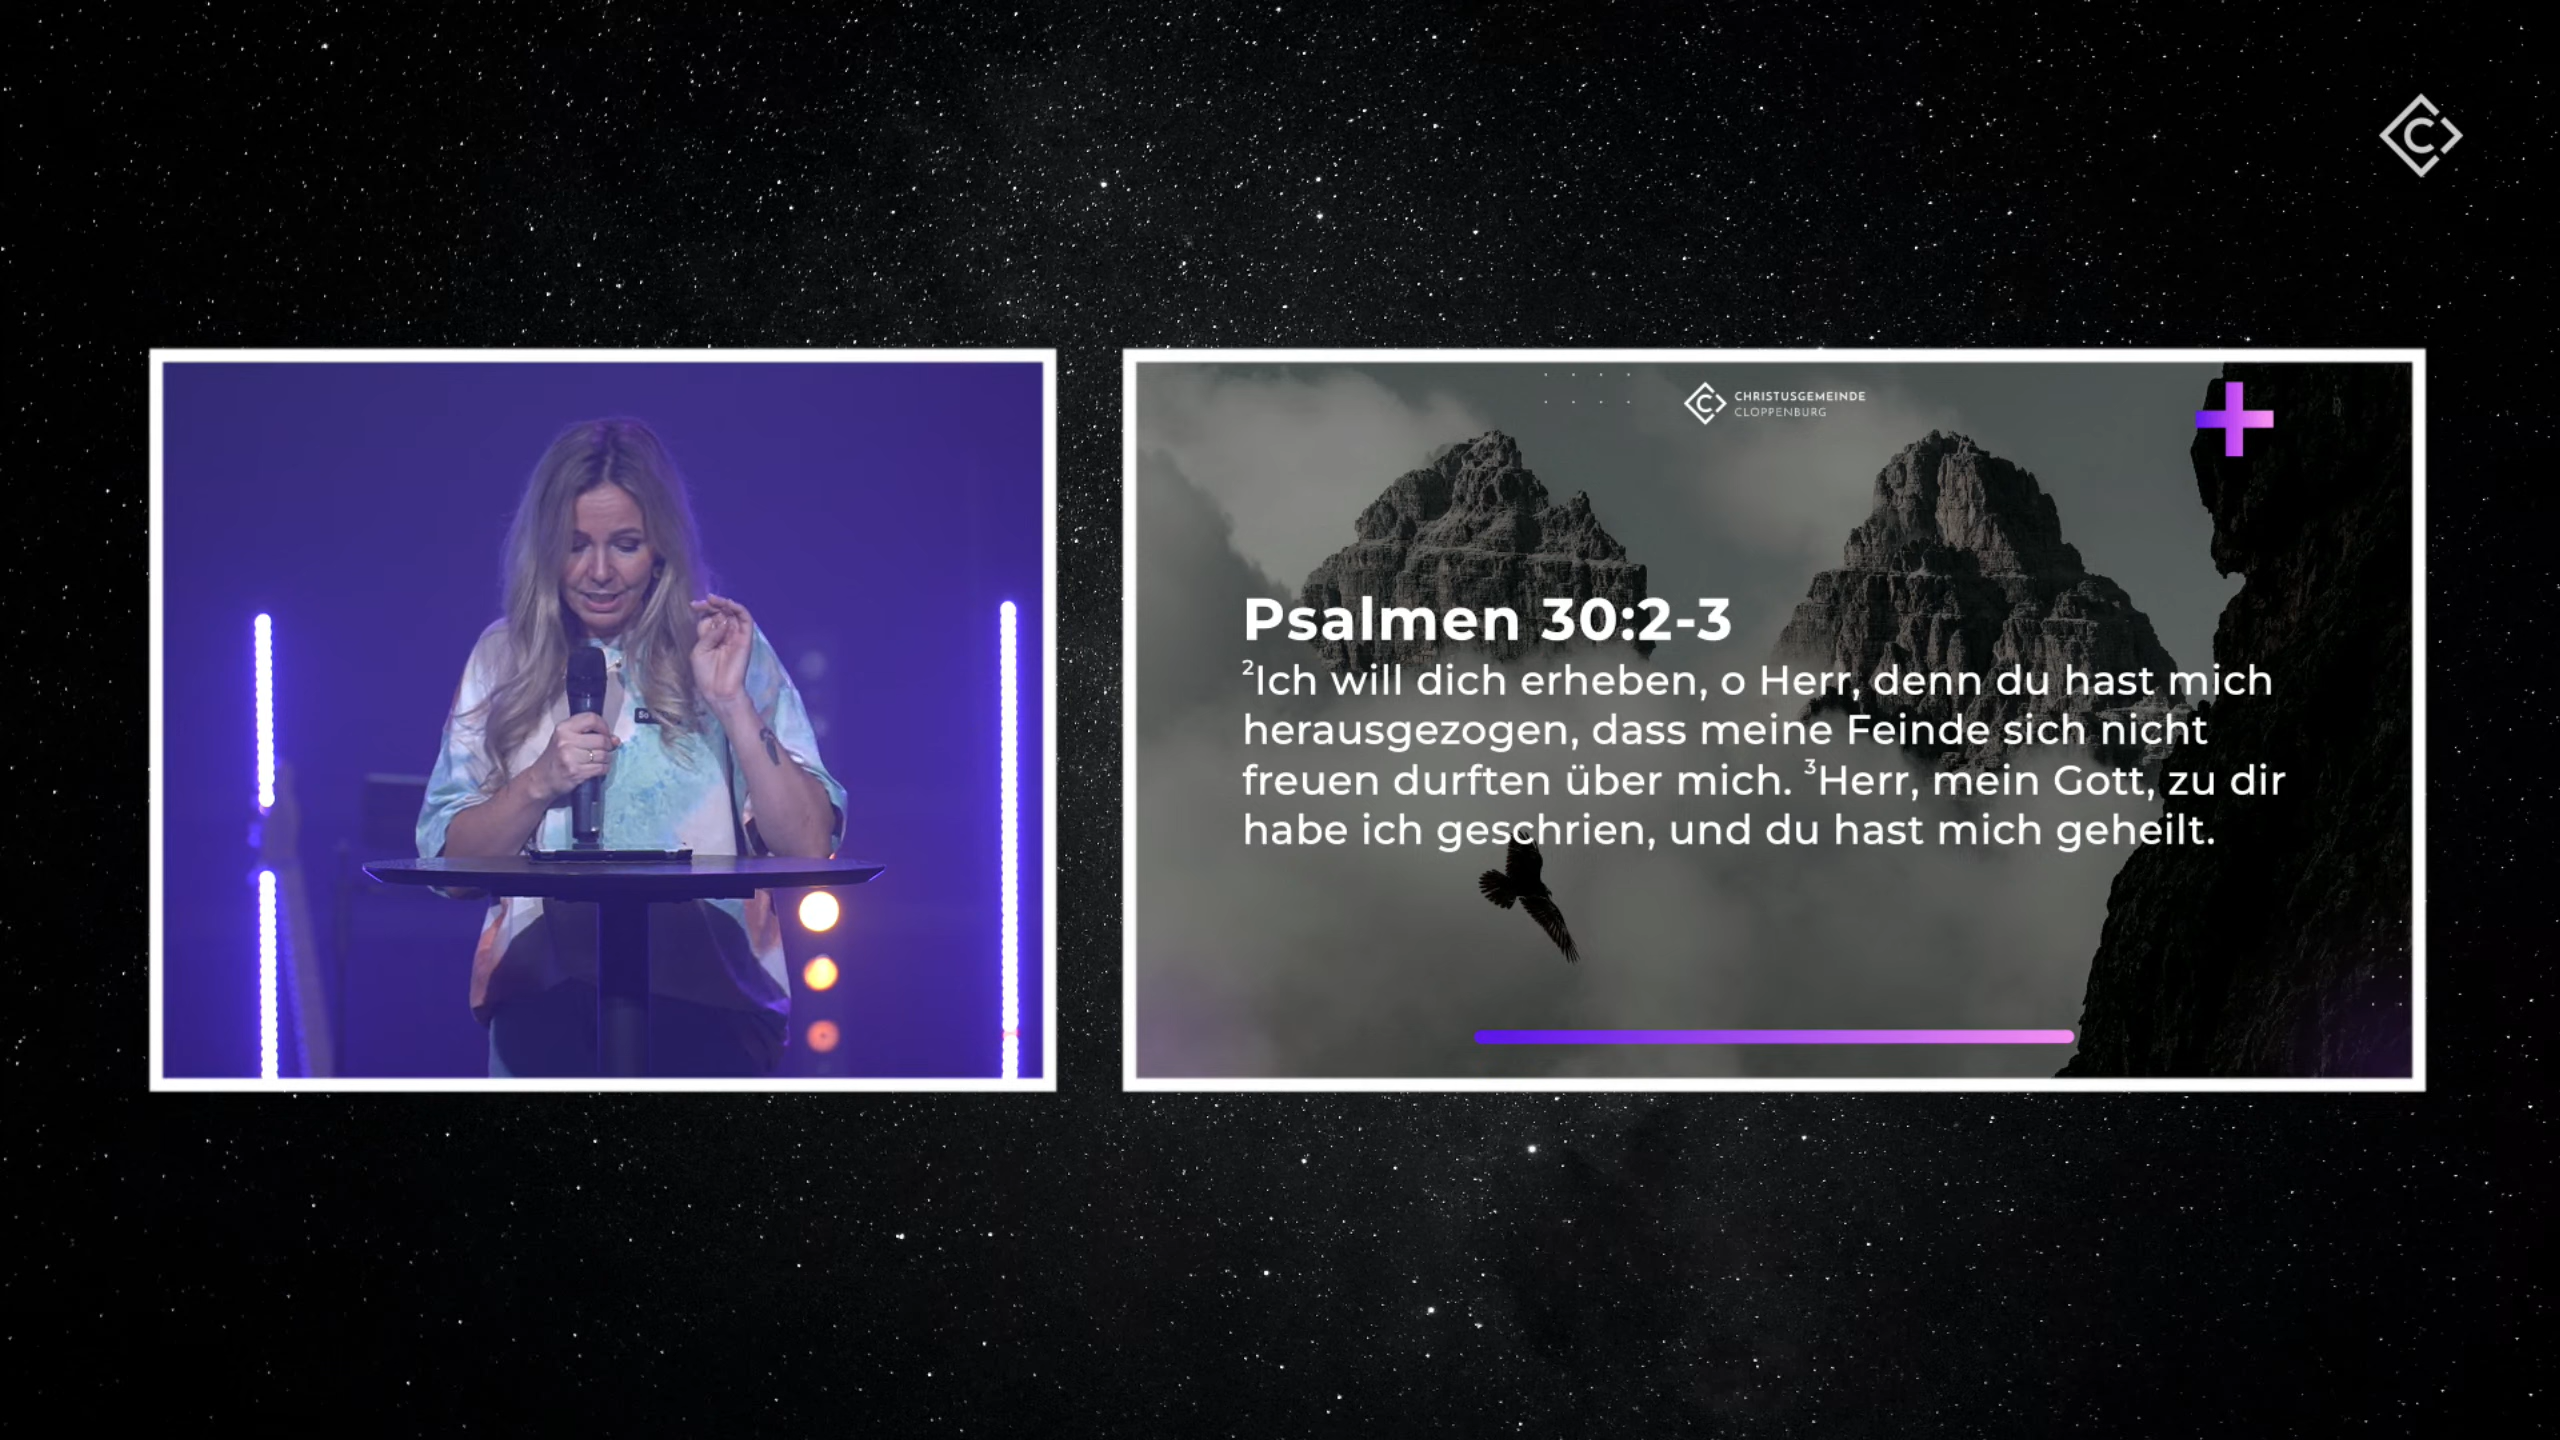 C
C CHRISTUSGEMEINDE
CLOPPENBURG
Psalmen 30:2-3
²Ich will dich erheben, o Herr, denn du hast mich
herausgezogen, dass meine Feinde sich nicht
freuen durften über mich. ³Herr, mein Gott, zu dir
habe ich geschrien, und du hast mich geheilt.